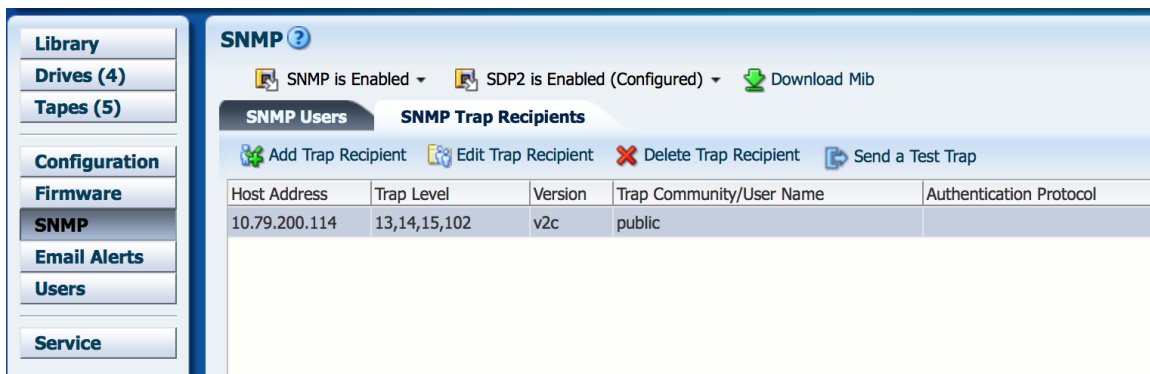 Library
Drives (4)
Tapes (5)
Configuration
Firmware
SNMP
Email Alerts
Users
Service
SNMP ?
SNMP is Enabled
SDP2 is Enabled (Configured)
Download Mib
SNMP Users
SNMP Trap Recipients
Add Trap Recipient
Edit Trap Recipient
Delete Trap Recipient
Send a Test Trap
Host Address Trap Level Version Trap Community/User Name Authentication Protocol
10.79.200.114 13,14,15,102 v2c public